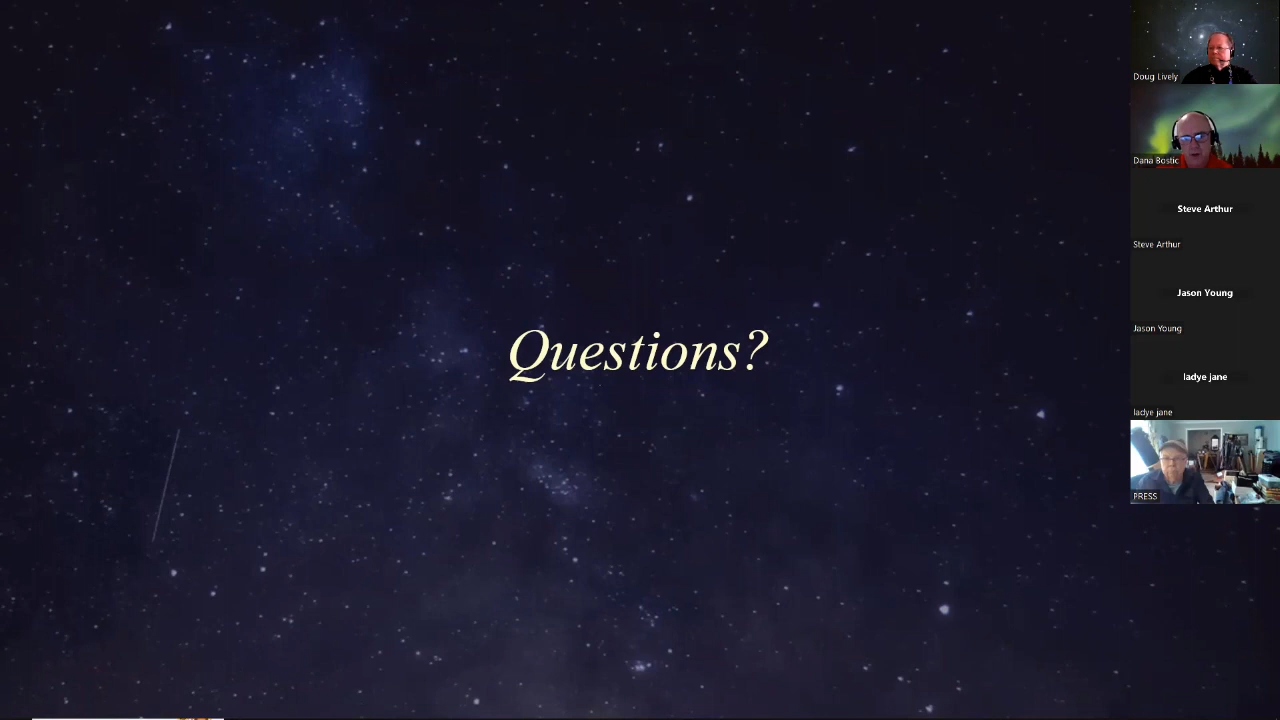 Questions?
Doug Lively
Dana Bostic
Steve Arthur
Steve Arthur
Jason Young
Jason Young
ladye jane
ladye jane
PRESS